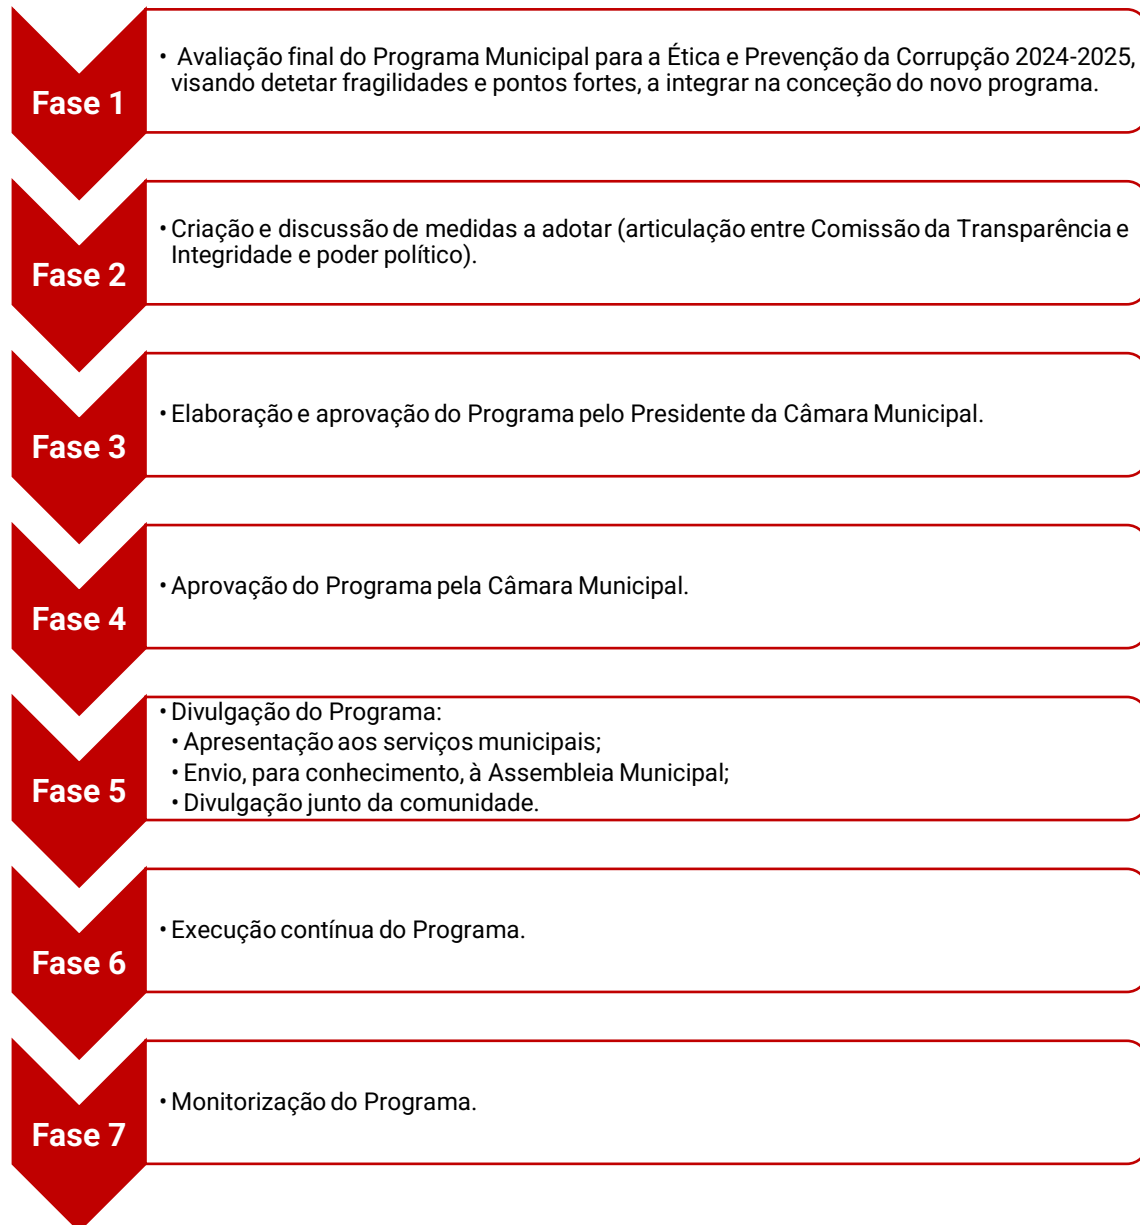 Fase 1
• Avaliação final do Programa Municipal para a Ética e Prevenção da Corrupção 2024-2025,
visando detetar fragilidades e pontos fortes, a integrar na conceção do novo programa.
Fase 2
• Criação e discussão de medidas a adotar (articulação entre Comissão da Transparência e
Integridade e poder político).
Fase 3
• Elaboração e aprovação do Programa pelo Presidente da Câmara Municipal.
Fase 4
• Aprovação do Programa pela Câmara Municipal.
Fase 5
• Divulgação do Programa:
• Apresentação aos serviços municipais;
• Envio, para conhecimento, à Assembleia Municipal;
• Divulgação junto da comunidade.
Fase 6
• Execução contínua do Programa.
Fase 7
• Monitorização do Programa.